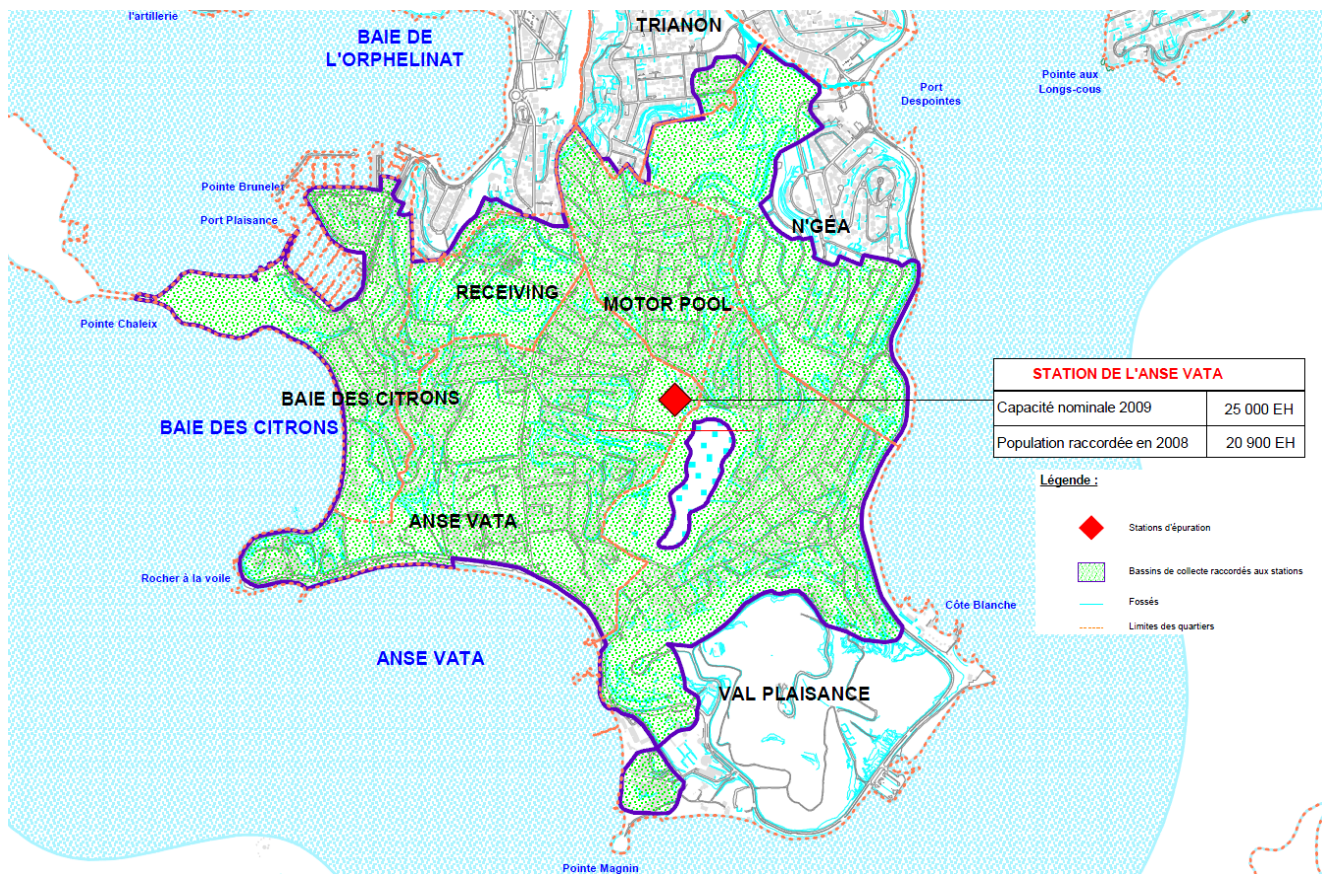 l'artillerie
TRIANON
BAIE DE
L'ORPHELINAT
Pointe aux
Longs-cous
Port
Despointes
Pointe Brunelet
Port Plaisance
N'GÉA
RECEIVING
MOTOR POOL
Pointe Chaleix
STATION DE L'ANSE VATA
Capacité nominale 2009 25 000 EH
Population raccordée en 2008 20 900 EH
BAIE DES CITRONS
BAIE DES CITRONS
Légende :
ANSE VATA
Stations d'épuration
Rocher à la voile
Bassins de collecte raccordés aux stations
Fossés
Côte Blanche
Limites des quartiers
ANSE VATA
VAL PLAISANCE
Pointe Magnin